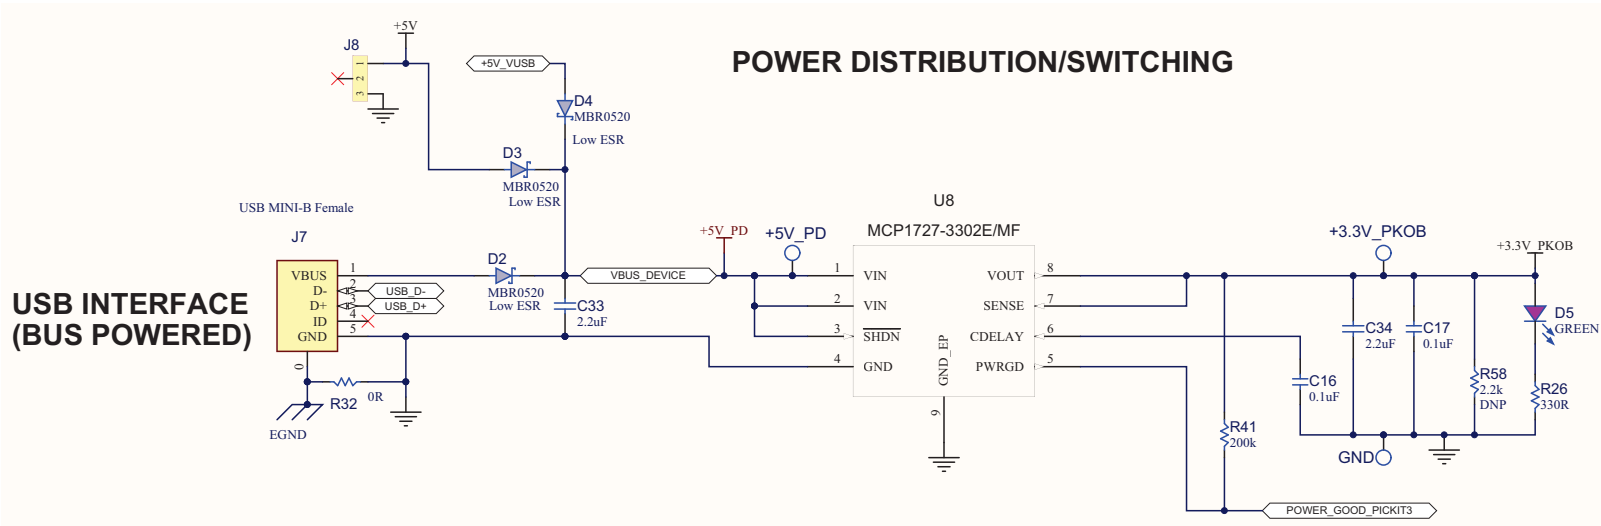 POWER DISTRIBUTION/SWITCHING
+5V
J8
1
2
3
+5V_VUSB
D4
MBR0520
Low ESR
D3
MBR0520
Low ESR
USB MINI-B Female
J7
USB INTERFACE
(BUS POWERED)
VBUS 1
D- 2 USB_D-
D+ 3 USB_D+
ID 4
GND 5
0
R32
0R
EGND
D2
MBR0520
Low ESR
C33
2.2uF
VBUS_DEVICE
+5V_PD
+5V_PD
U8
MCP1727-3302E/MF
1 VIN
2 VIN
3 SHDN
4 GND
GND_EP
9
VOUT 8
SENSE 7
CDELAY 6
PWRGD 5
C16
0.1uF
R41
200k
+3.3V_PKOB
C34
2.2uF
C17
0.1uF
R58
2.2k
DNP
+3.3V_PKOB
D5
GREEN
R26
330R
GND
POWER_GOOD_PICKIT3